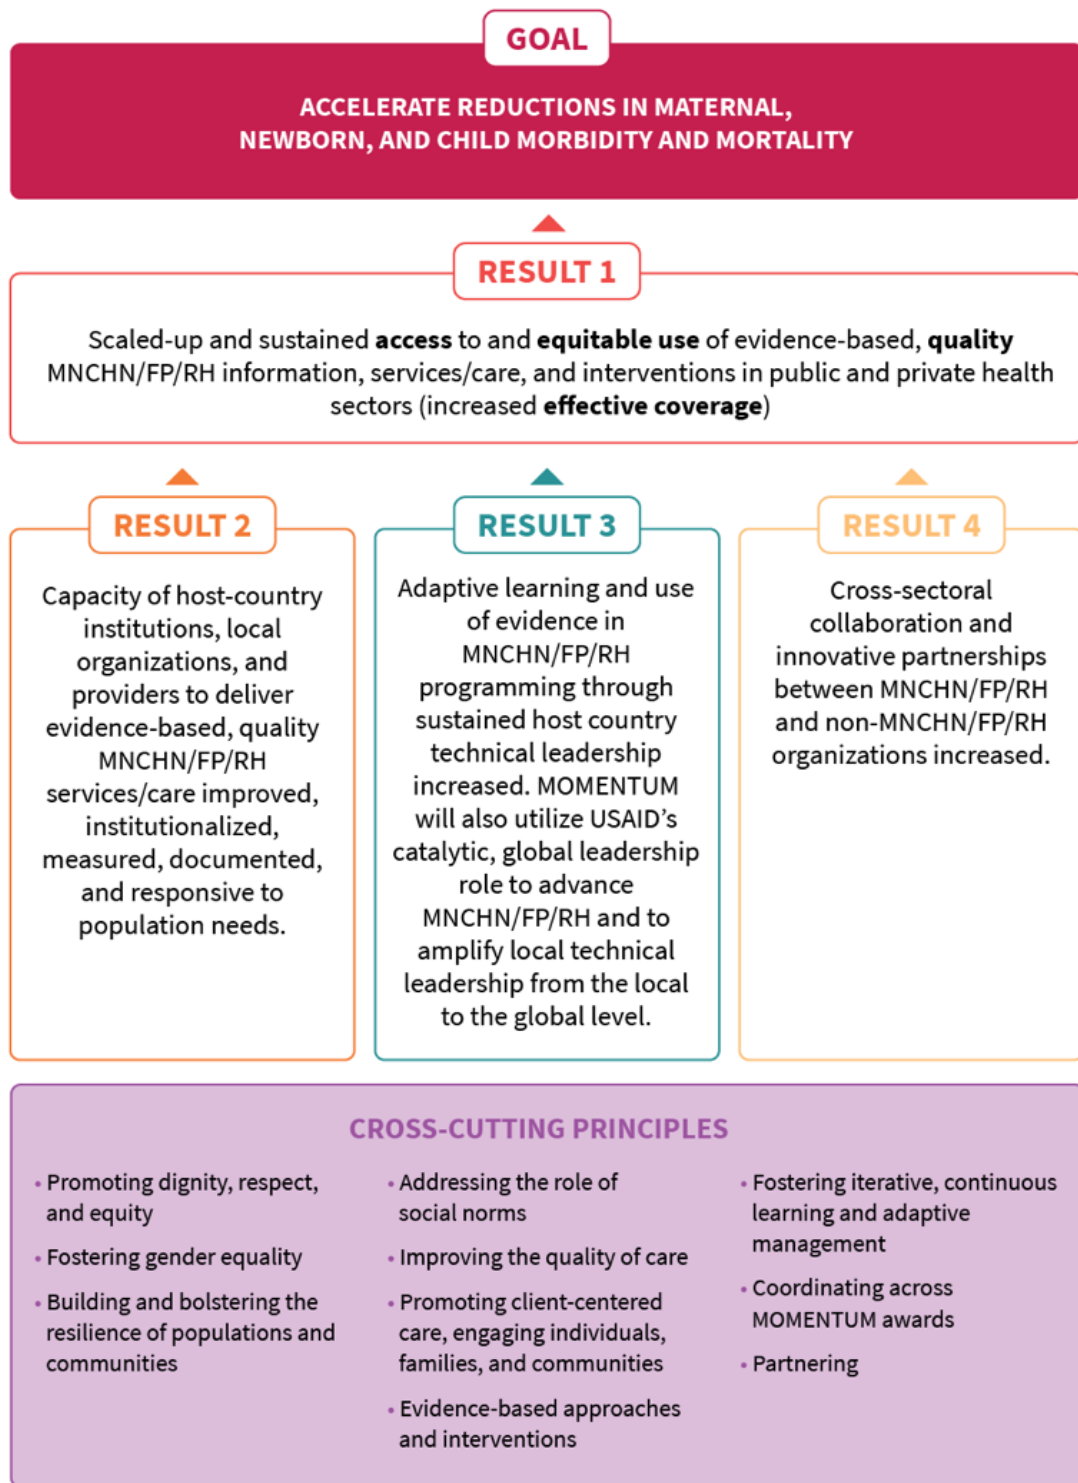 GOAL
ACCELERATE REDUCTIONS IN MATERNAL,
NEWBORN, AND CHILD MORBIDITY AND MORTALITY
RESULT 1
Scaled-up and sustained access to and equitable use of evidence-based, quality
MNCHN/FP/RH information, services/care, and interventions in public and private health
sectors (increased effective coverage)
RESULT 2
Capacity of host-country
institutions, local
organizations, and
providers to deliver
evidence-based, quality
MNCHN/FP/RH
services/care improved,
institutionalized,
measured, documented,
and responsive to
population needs.
RESULT 3
Adaptive learning and use
of evidence in
MNCHN/FP/RH
programming through
sustained host country
technical leadership
increased. MOMENTUM
will also utilize USAID’s
catalytic, global leadership
role to advance
MNCHN/FP/RH and to
amplify local technical
leadership from the local
to the global level.
RESULT 4
Cross-sectoral
collaboration and
innovative partnerships
between MNCHN/FP/RH
and non-MNCHN/FP/RH
organizations increased.
CROSS-CUTTING PRINCIPLES
• Promoting dignity, respect,
and equity
• Fostering gender equality
• Building and bolstering the
resilience of populations and
communities
• Addressing the role of
social norms
• Improving the quality of care
• Promoting client-centered
care, engaging individuals,
families, and communities
• Evidence-based approaches
and interventions
• Fostering iterative, continuous
learning and adaptive
management
• Coordinating across
MOMENTUM awards
• Partnering